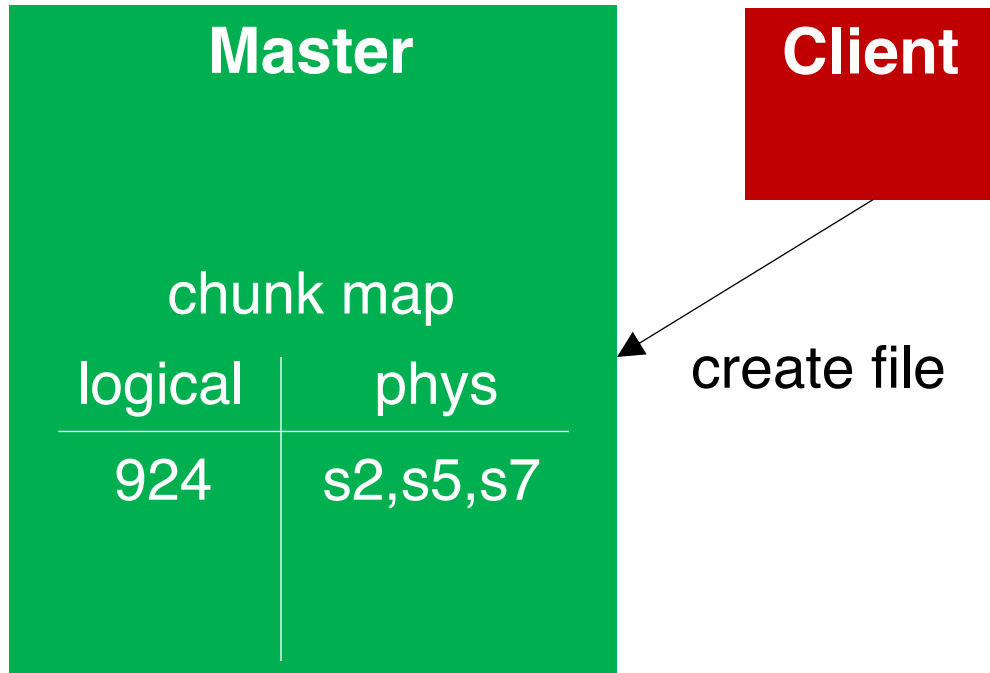 Master
Client
chunk map
logical phys
924 s2,s5,s7
create file